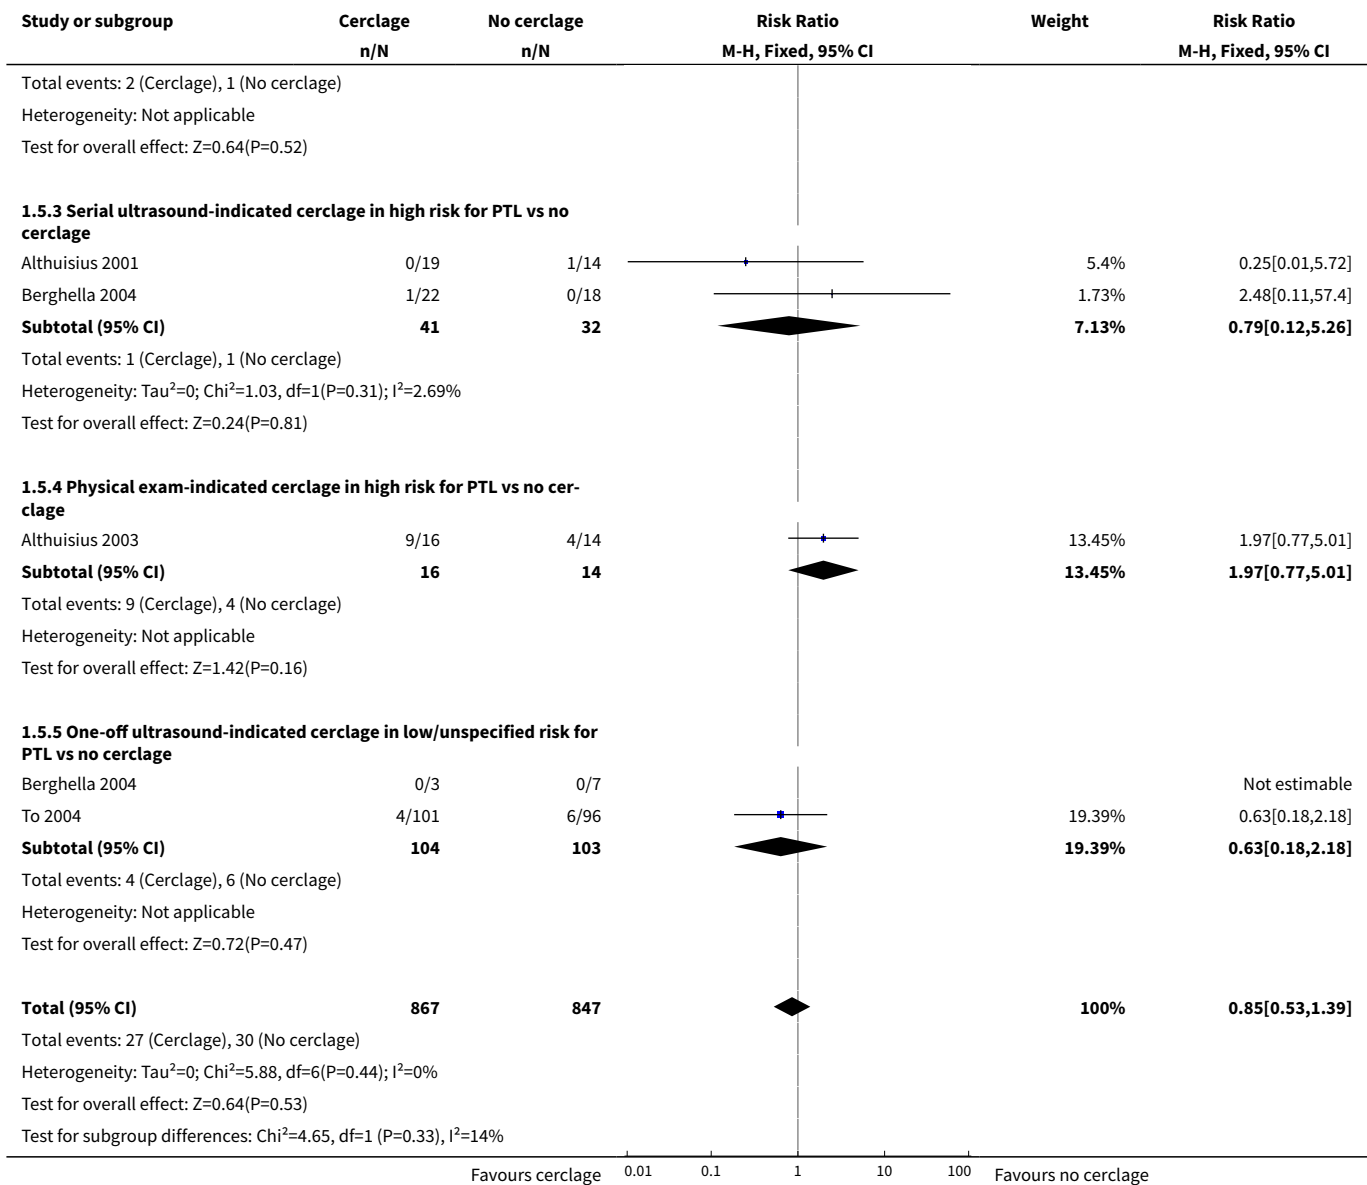 Study or subgroup Cerclage No cerclage Risk Ratio Weight Risk Ratio
n/N n/N M-H, Fixed, 95% CI M-H, Fixed, 95% CI
Total events: 2 (Cerclage), 1 (No cerclage)
Heterogeneity: Not applicable
Test for overall effect: Z=0.64(P=0.52)
1.5.3 Serial ultrasound-indicated cerclage in high risk for PTL vs no
cerclage
Althuisius 2001 0/19 1/14 5.4% 0.25[0.01,5.72]
Berghella 2004 1/22 0/18 1.73% 2.48[0.11,57.4]
Subtotal (95% CI) 41 32 7.13% 0.79[0.12,5.26]
Total events: 1 (Cerclage), 1 (No cerclage)
Heterogeneity: Tau²=0; Chi²=1.03, df=1(P=0.31); I²=2.69%
Test for overall effect: Z=0.24(P=0.81)
1.5.4 Physical exam-indicated cerclage in high risk for PTL vs no cer-
clage
Althuisius 2003 9/16 4/14 13.45% 1.97[0.77,5.01]
Subtotal (95% CI) 16 14 13.45% 1.97[0.77,5.01]
Total events: 9 (Cerclage), 4 (No cerclage)
Heterogeneity: Not applicable
Test for overall effect: Z=1.42(P=0.16)
1.5.5 One-off ultrasound-indicated cerclage in low/unspecified risk for
PTL vs no cerclage
Berghella 2004 0/3 0/7 Not estimable
To 2004 4/101 6/96 19.39% 0.63[0.18,2.18]
Subtotal (95% CI) 104 103 19.39% 0.63[0.18,2.18]
Total events: 4 (Cerclage), 6 (No cerclage)
Heterogeneity: Not applicable
Test for overall effect: Z=0.72(P=0.47)
Total (95% CI) 867 847 100% 0.85[0.53,1.39]
Total events: 27 (Cerclage), 30 (No cerclage)
Heterogeneity: Tau²=0; Chi²=5.88, df=6(P=0.44); I²=0%
Test for overall effect: Z=0.64(P=0.53)
Test for subgroup differences: Chi²=4.65, df=1 (P=0.33), I²=14%
Favours cerclage 0.01 0.1 1 10 100 Favours no cerclage